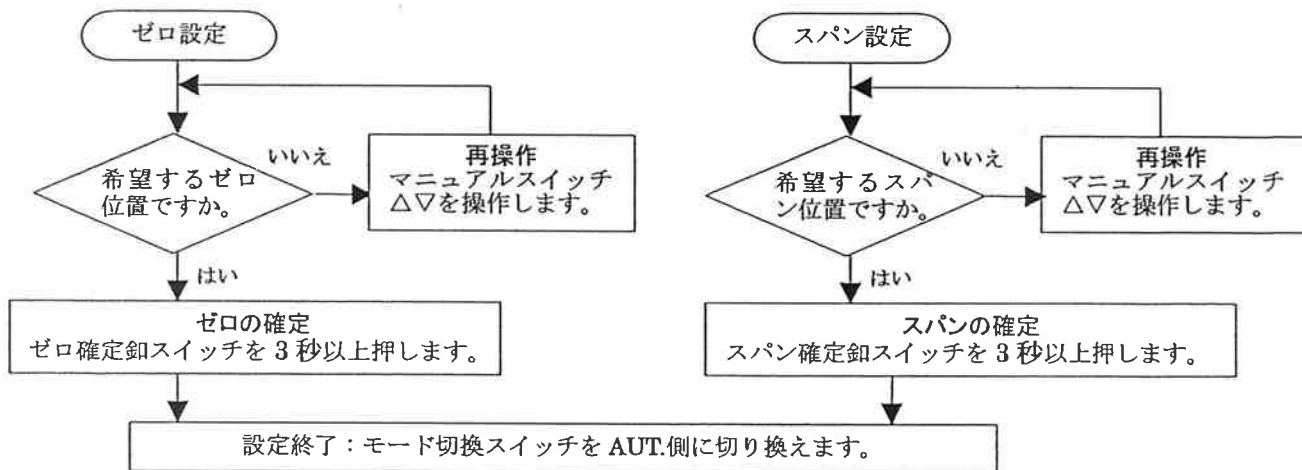 ゼロ設定
いいえ
希望するゼロ
位置ですか。
再操作
マニュアルスイッチ
△▽を操作します。
はい
ゼロの確定
ゼロ確定釦スイッチを 3 秒以上押します。
スパン設定
いいえ
希望するスパ
ン位置ですか。
再操作
マニュアルスイッチ
△▽を操作します。
はい
スパンの確定
スパン確定釦スイッチを 3 秒以上押します。
設定終了：モード切換スイッチを AUT.側に切り換えます。